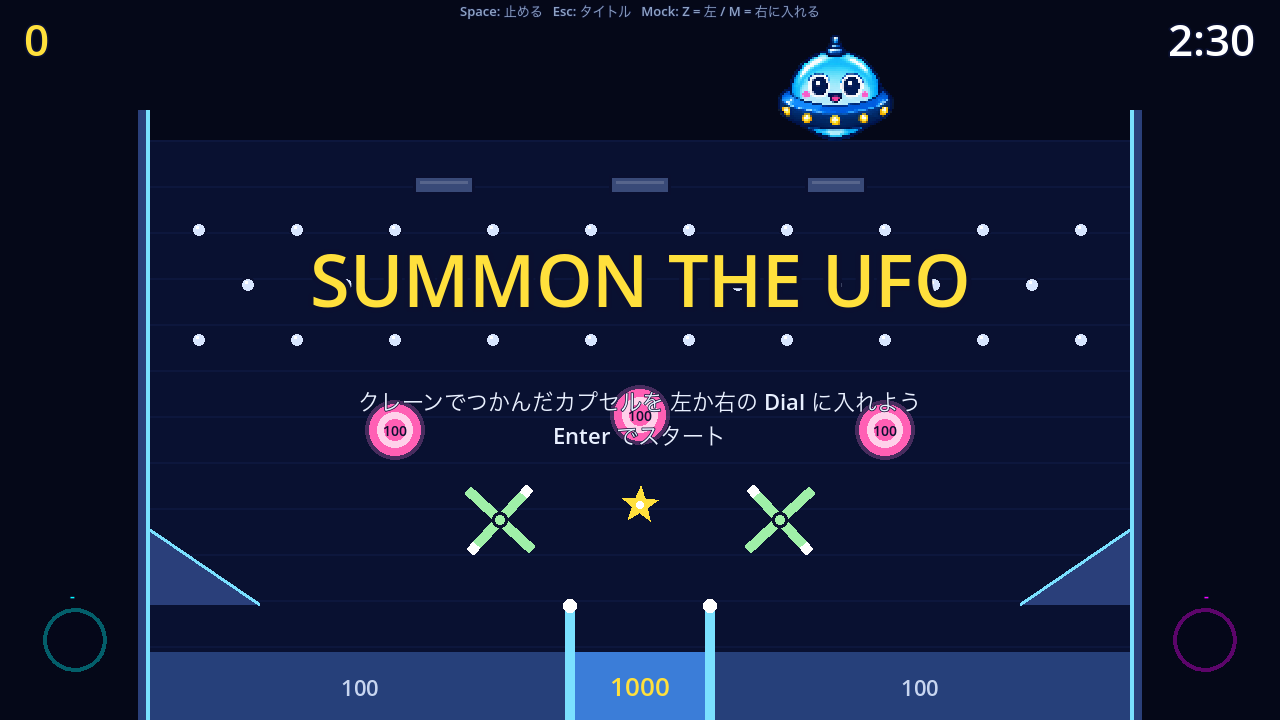 Space: 止める Esc: タイトル Mock: Z = 左 / M = 右に入れる
0
2:30
SUMMON THE UFO
クレーンでつかんだカプセルを 左か右の Dial に入れよう
100
100
100
Enter でスタート
-
-
100
1000
100